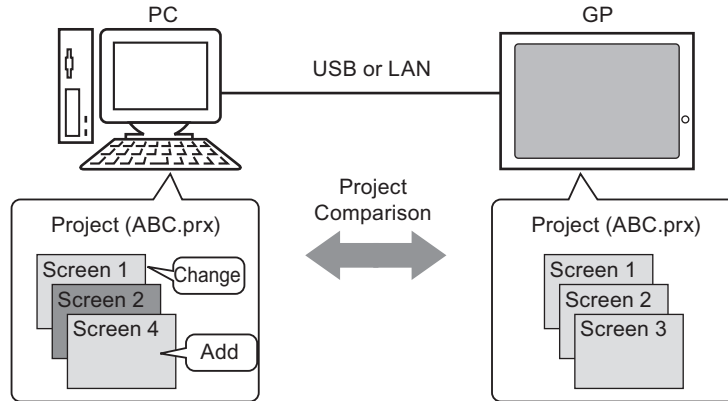 PC
GP
USB or LAN
Project
Comparison
Project (ABC.prx)
Screen 1
Change
Screen 2
Screen 4
Add
Project (ABC.prx)
Screen 1
Screen 2
Screen 3